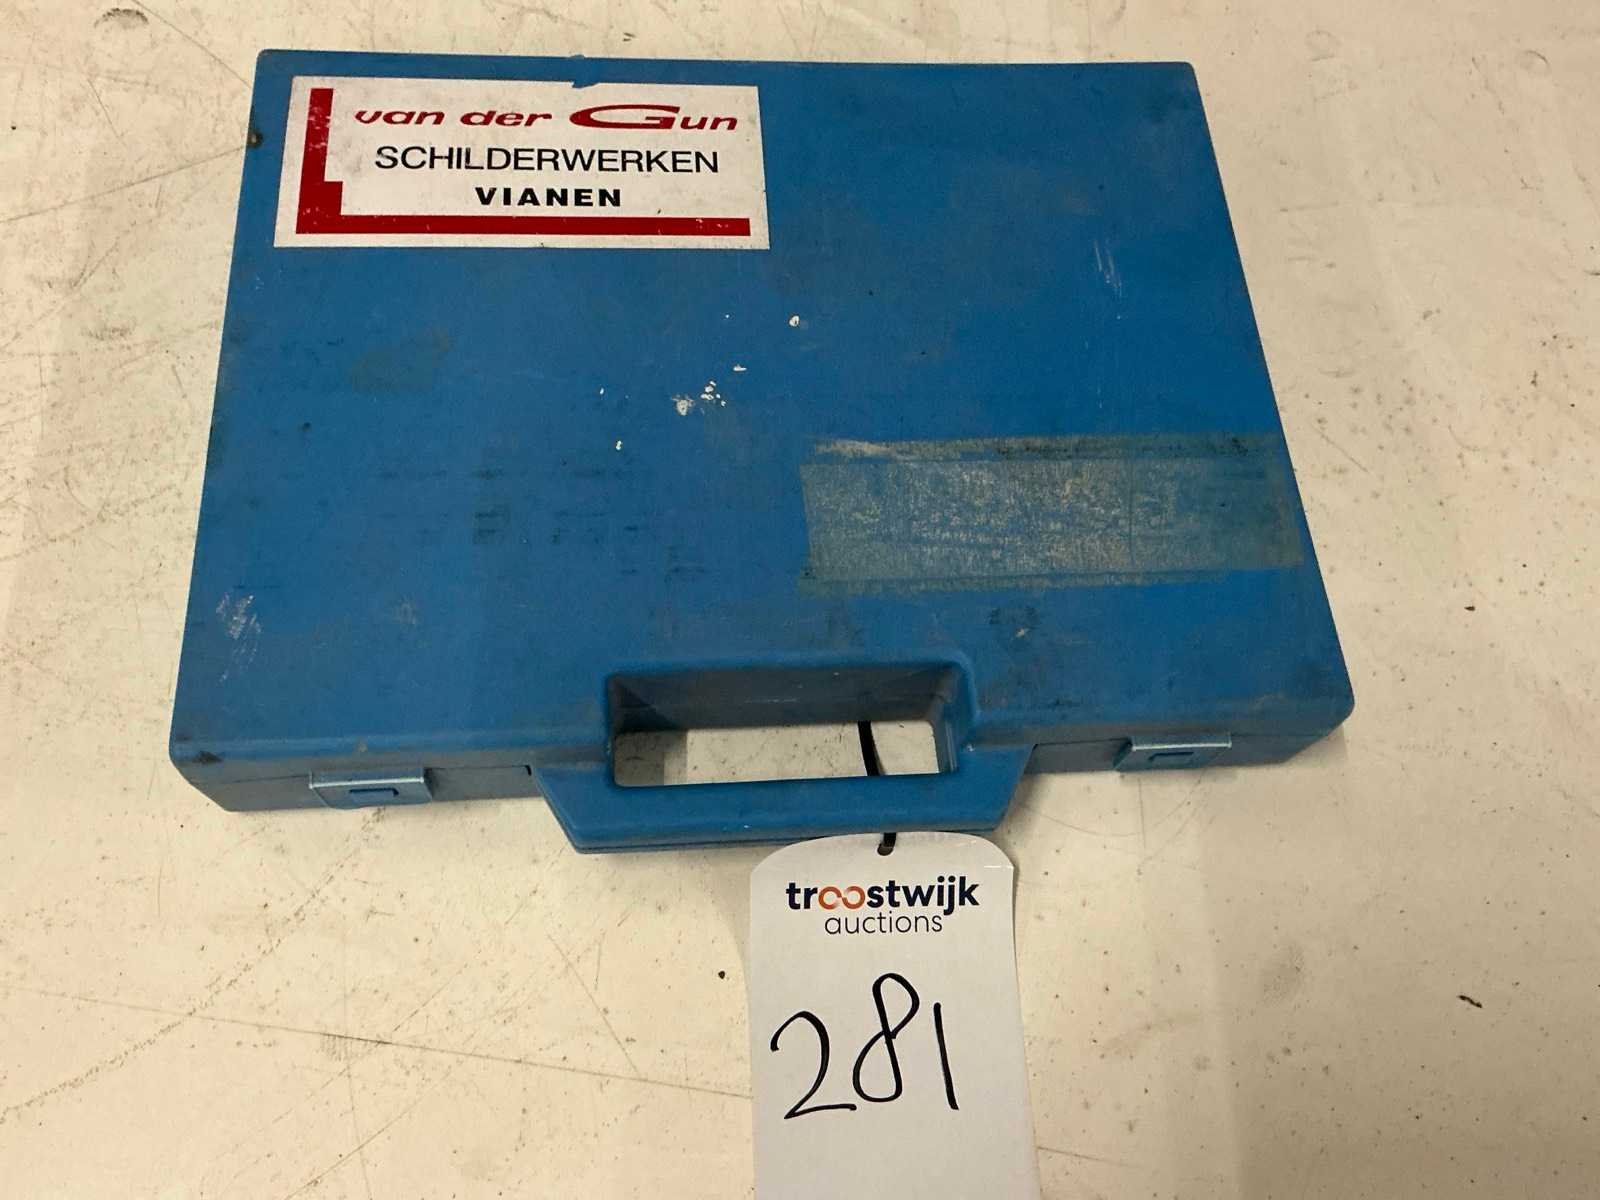 van der Gun
SCHILDERWERKEN
VIANEN
troostwijk
auctions
281